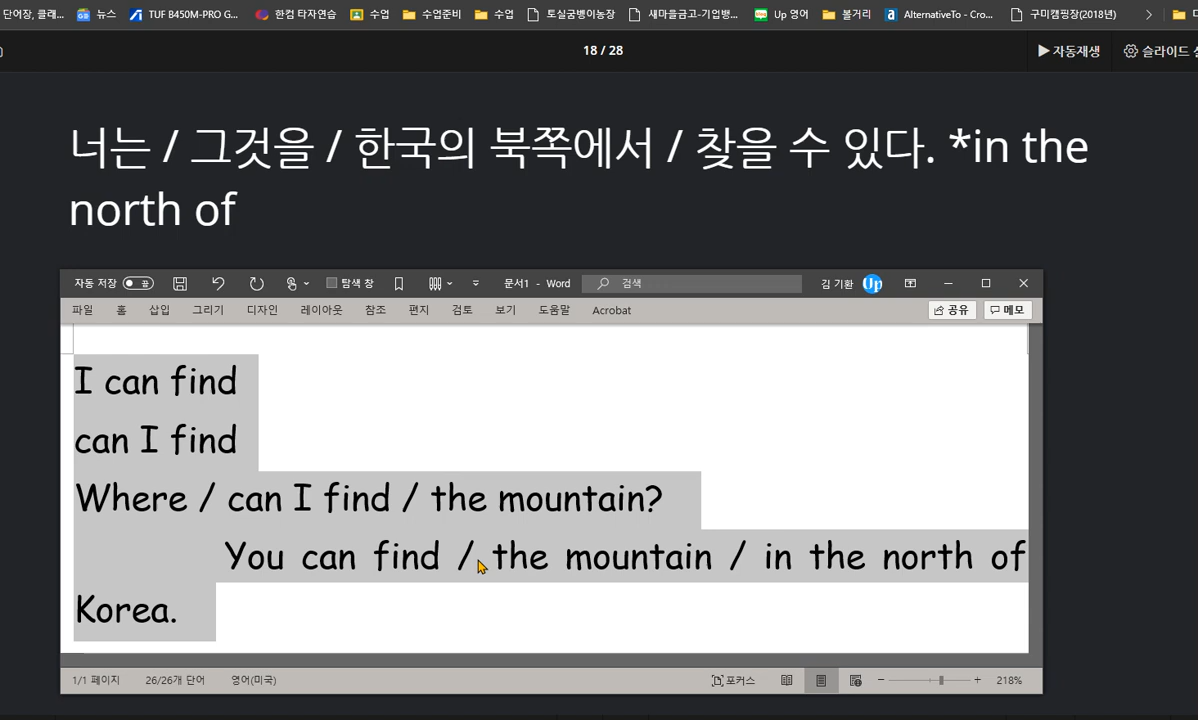 단어장, 클래...
뉴스
TUF B450M-PRO G...
한컴 타자연습
수업
수업준비
수업
토실굼벵이농장
새마을금고-기업뱅...
Up 영어
볼거리
AlternativeTo - Cro...
구미캠핑장(2018년)
18 / 28
자동재생
슬라이드
너는 / 그것을 / 한국의 북쪽에서 / 찾을 수 있다. *in the
north of
자동 저장
끔
탐색 창
문서1 - Word
검색
김 기환
Up
파일 홈 삽입 그리기 디자인 레이아웃 참조 편지 검토 보기 도움말 Acrobat
공유
메모
I can find
can I find
Where / can I find / the mountain?
You can find / the mountain / in the north of
Korea.
1/1 페이지
26/26개 단어
영어(미국)
포커스
218%